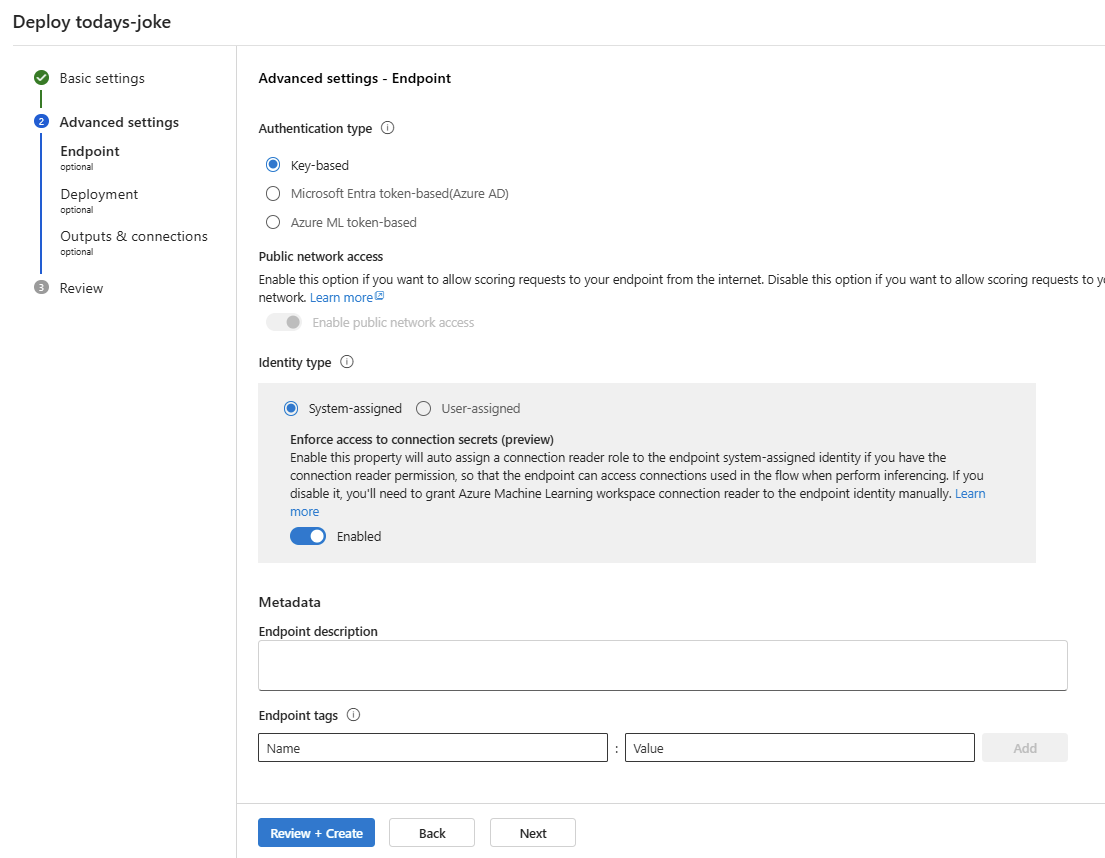 Deploy todays-joke
Basic settings
2
Advanced settings
Endpoint
optional
Deployment
optional
Outputs & connections
optional
3
Review
Advanced settings - Endpoint
Authentication type
Key-based
Microsoft Entra token-based(Azure AD)
Azure ML token-based
Public network access
Enable this option if you want to allow scoring requests to your endpoint from the internet. Disable this option if you want to allow scoring requests to
network. Learn more
Enable public network access
Identity type
System-assigned
User-assigned
Enforce access to connection secrets (preview)
Enable this property will auto assign a connection reader role to the endpoint system-assigned identity if you have the
connection reader permission, so that the endpoint can access connections used in the flow when perform inferencing. If you
disable it, you'll need to grant Azure Machine Learning workspace connection reader to the endpoint identity manually. Learn
more
Enabled
Metadata
Endpoint description
Endpoint tags
Name : Value Add
Review + Create Back Next